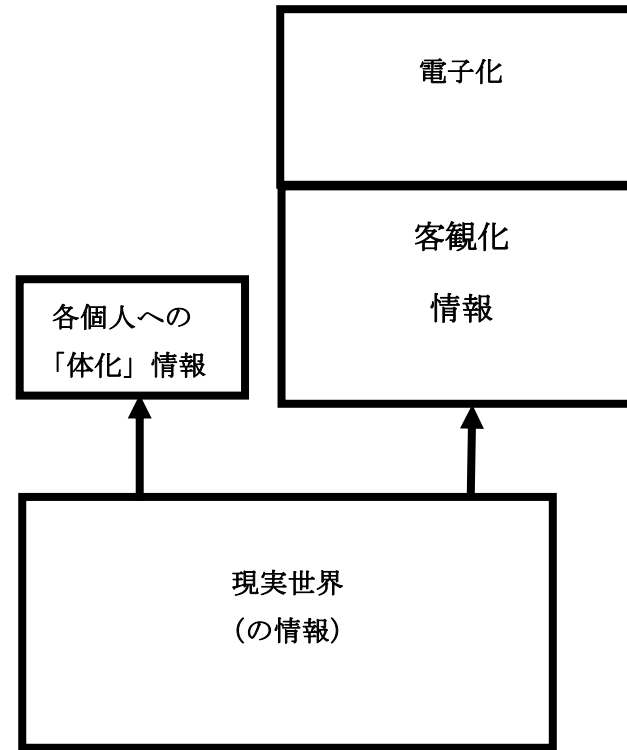 電子化
客観化
情報
各個人への
「体化」情報
現実世界
（の情報）